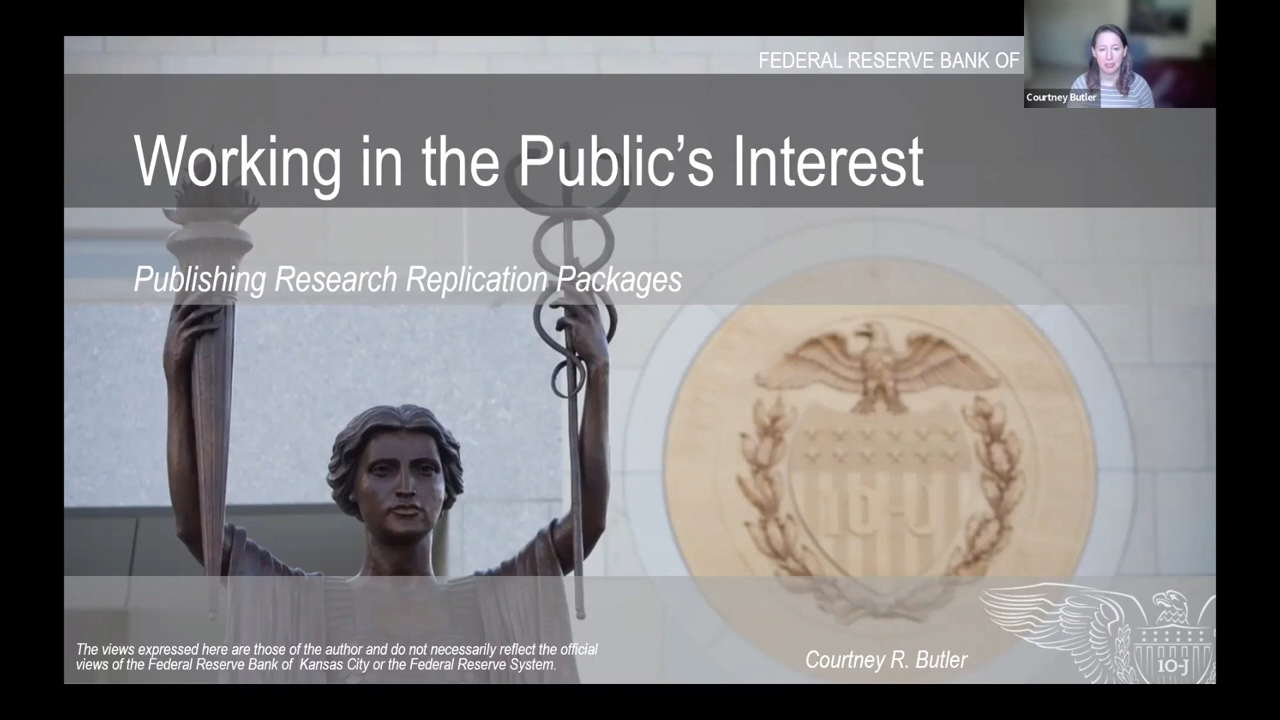 FEDERAL RESERVE BANK OF
Courtney Butler
Working in the Public's Interest
Publishing Research Replication Packages
10-J
The views expressed here are those of the author and do not necessarily reflect the official
views of the Federal Reserve Bank of Kansas City or the Federal Reserve System.
Courtney R. Butler
10-J